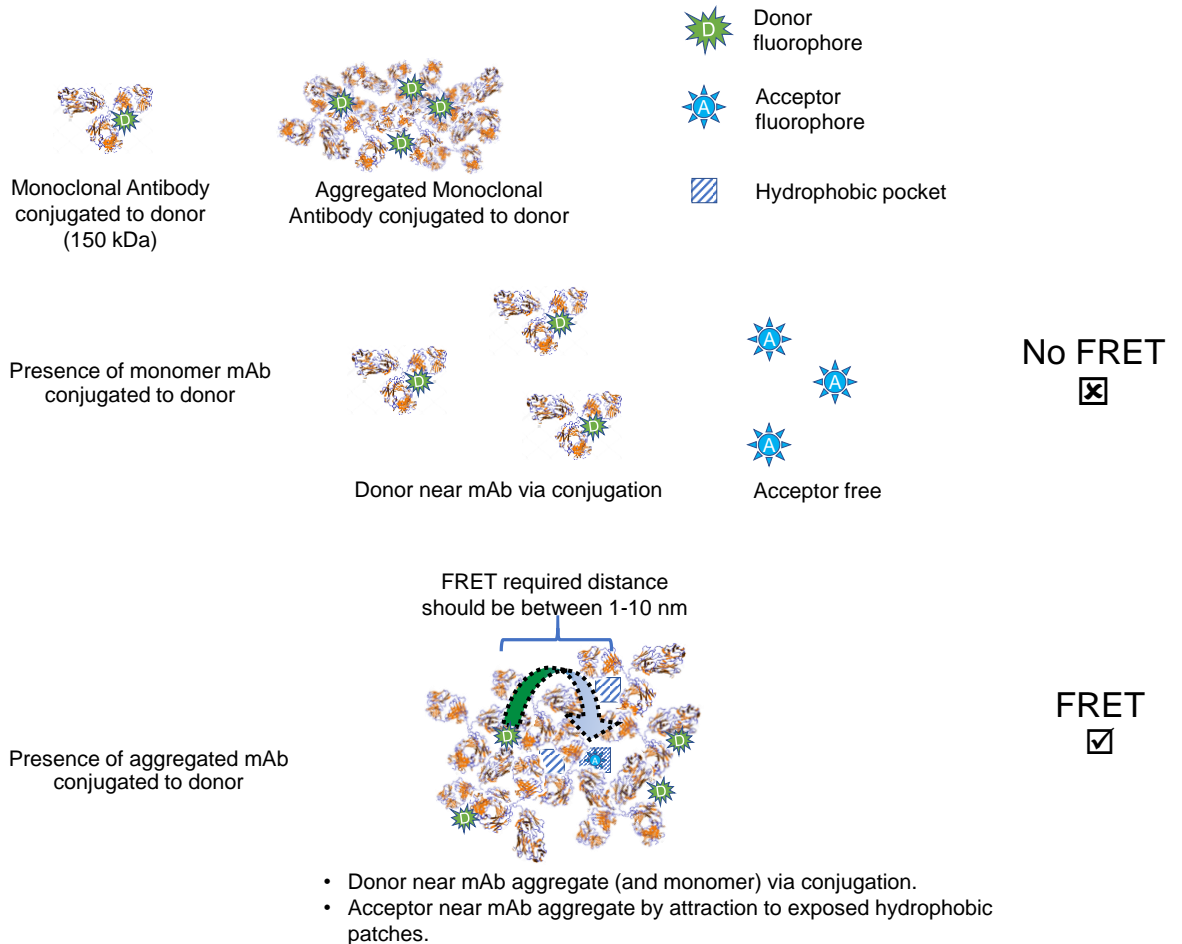 Donor
fluorophore
D
Acceptor
fluorophore
A
Hydrophobic pocket
D
D
D
D
D
D
Monoclonal Antibody
conjugated to donor
(150 kDa)
Aggregated Monoclonal
Antibody conjugated to donor
Presence of monomer mAb
conjugated to donor
D
D
D
Donor near mAb via conjugation
A
A
A
Acceptor free
No FRET
FRET required distance
should be between 1-10 nm
Presence of aggregated mAb
conjugated to donor
D
D
A
D
D
FRET
• Donor near mAb aggregate (and monomer) via conjugation.
• Acceptor near mAb aggregate by attraction to exposed hydrophobic
patches.